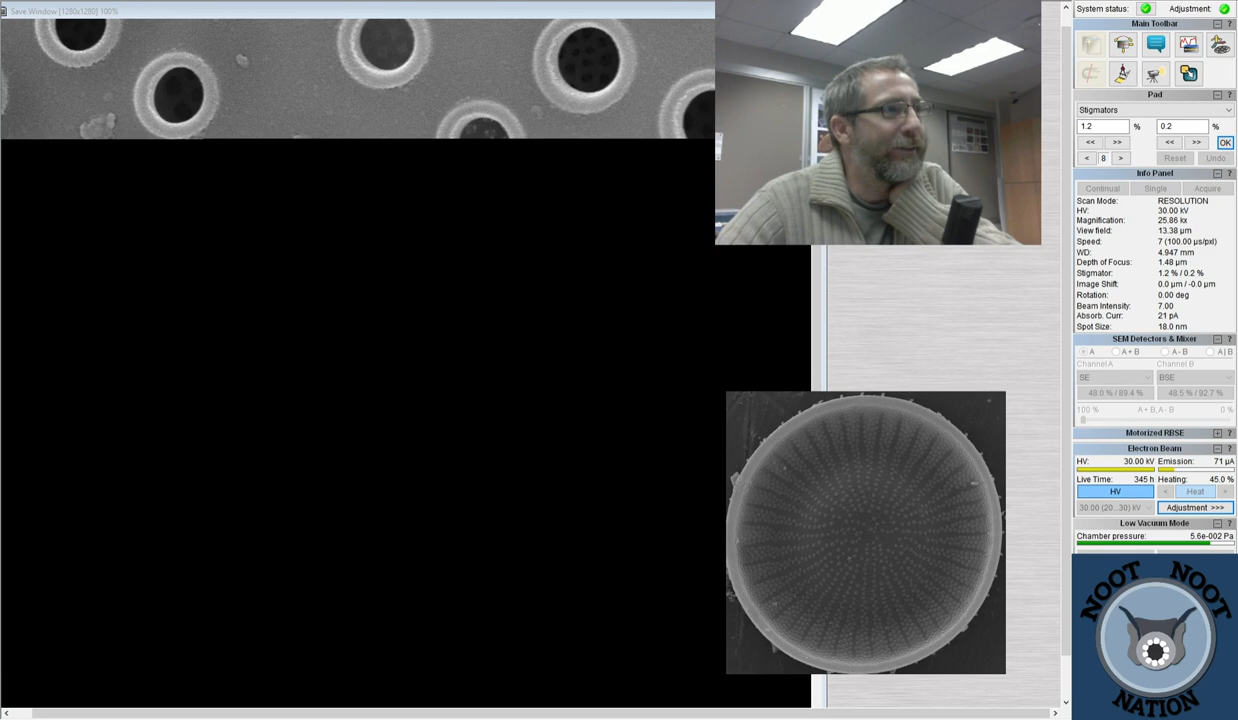 Save Window [1280x1280] 100%
System status: Adjustment:
Main Toolbar
?
Pad
?
Stigmators
1.2 % 0.2 %
<< >> << >> OK
< 8 > Reset Undo
Info Panel
?
Continual Single Acquire
Scan Mode: RESOLUTION
HV: 30.00 kV
Magnification: 25.86 kx
View field: 13.38 µm
Speed: 7 (100.00 µs/pxl)
WD: 4.947 mm
Depth of Focus: 1.48 µm
Stigmator: 1.2 % / 0.2 %
Image Shift: 0.0 µm / -0.0 µm
Rotation: 0.00 deg
Beam Intensity: 7.00
Absorb. Curr: 21 pA
Spot Size: 18.0 nm
SEM Detectors & Mixer
?
A A+B A-B A|B
Channel A Channel B
SE BSE
48.0 % / 89.4 % 48.5 % / 92.7 %
100 % A+B,A-B 0 %
Motorized RBSE
?
Electron Beam
?
HV: 30.00 kV Emission: 71 µA
Live Time: 345 h Heating: 45.0 %
HV < Heat >
30.00 (20...30) kV Adjustment >>>
Low Vacuum Mode
?
Chamber pressure: 5.6e-002 Pa
NOOT NOOT
NATION